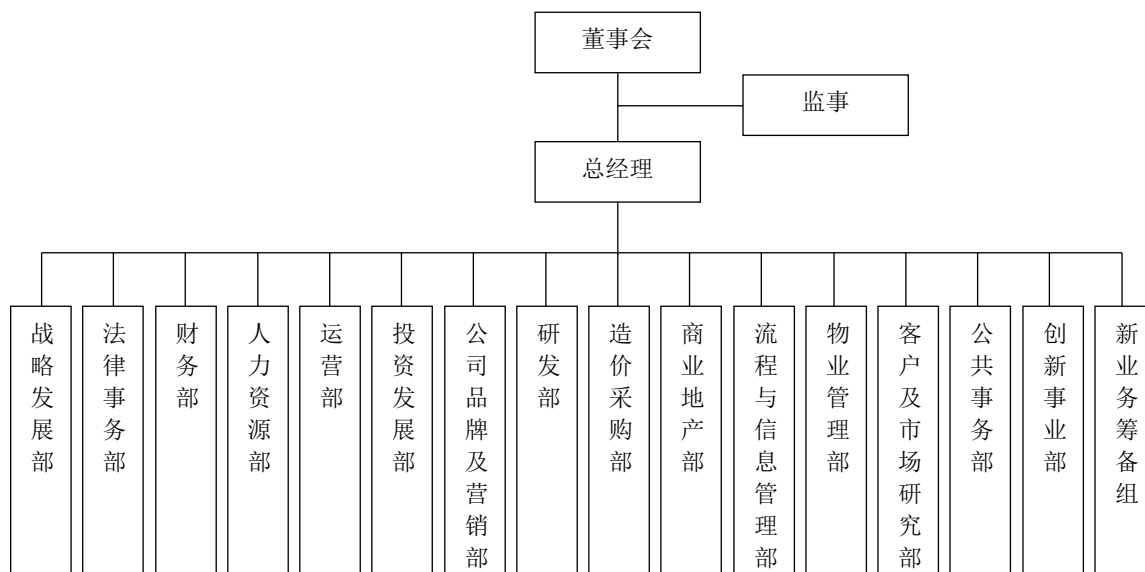 董事会
监事
总经理
战略发展部
法律事务部
财务部
人力资源部
运营部
投资发展部
公司品牌及营销部
研发部
造价采购部
商业地产部
流程与信息管理部
物业管理部
客户及市场研究部
公共事务部
创新事业部
新业务筹备组